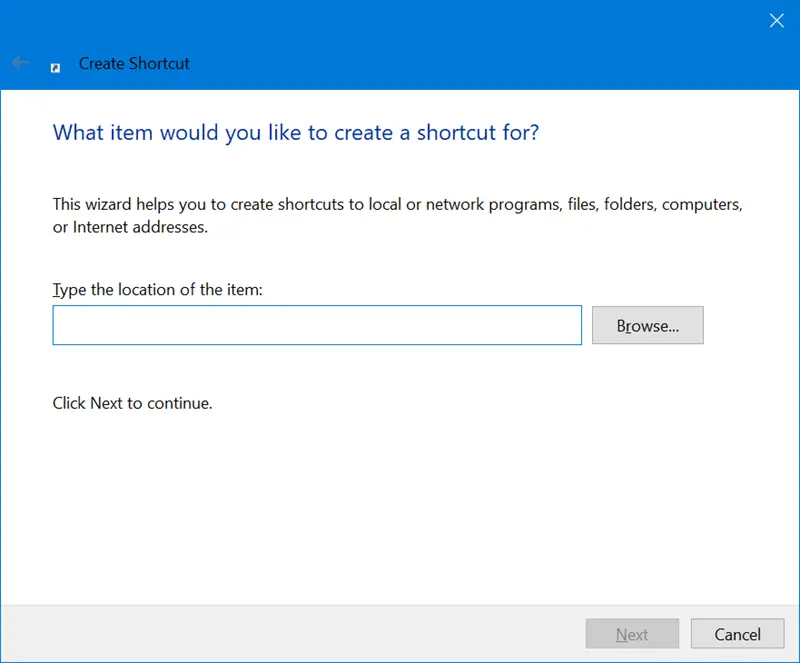 Create Shortcut
What item would you like to create a shortcut for?
This wizard helps you to create shortcuts to local or network programs, files, folders, computers,
or Internet addresses.
Type the location of the item:
Browse...
Click Next to continue.
Next
Cancel